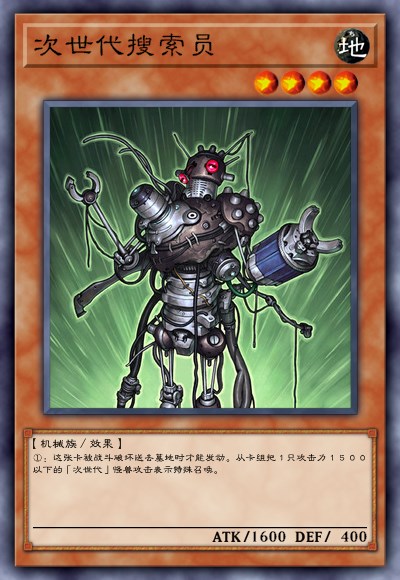 次世代搜索员
地
【机械族／效果】
①：这张卡被战斗破坏送去墓地时才能发动。从卡组把１只攻击力１５００
以下的「次世代」怪兽攻击表示特殊召唤。
ATK/1600 DEF/ 400